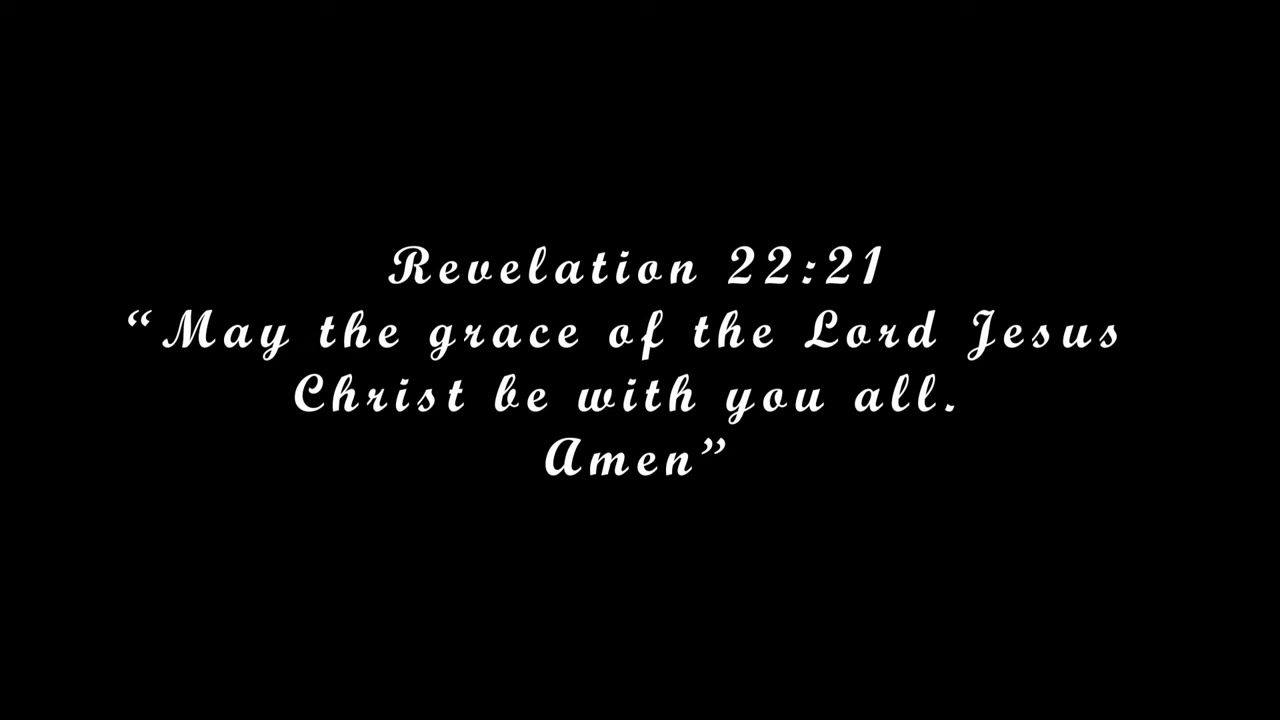 Revelation 22:21
“May the grace of the Lord Jesus
Christ be with you all.
Amen”